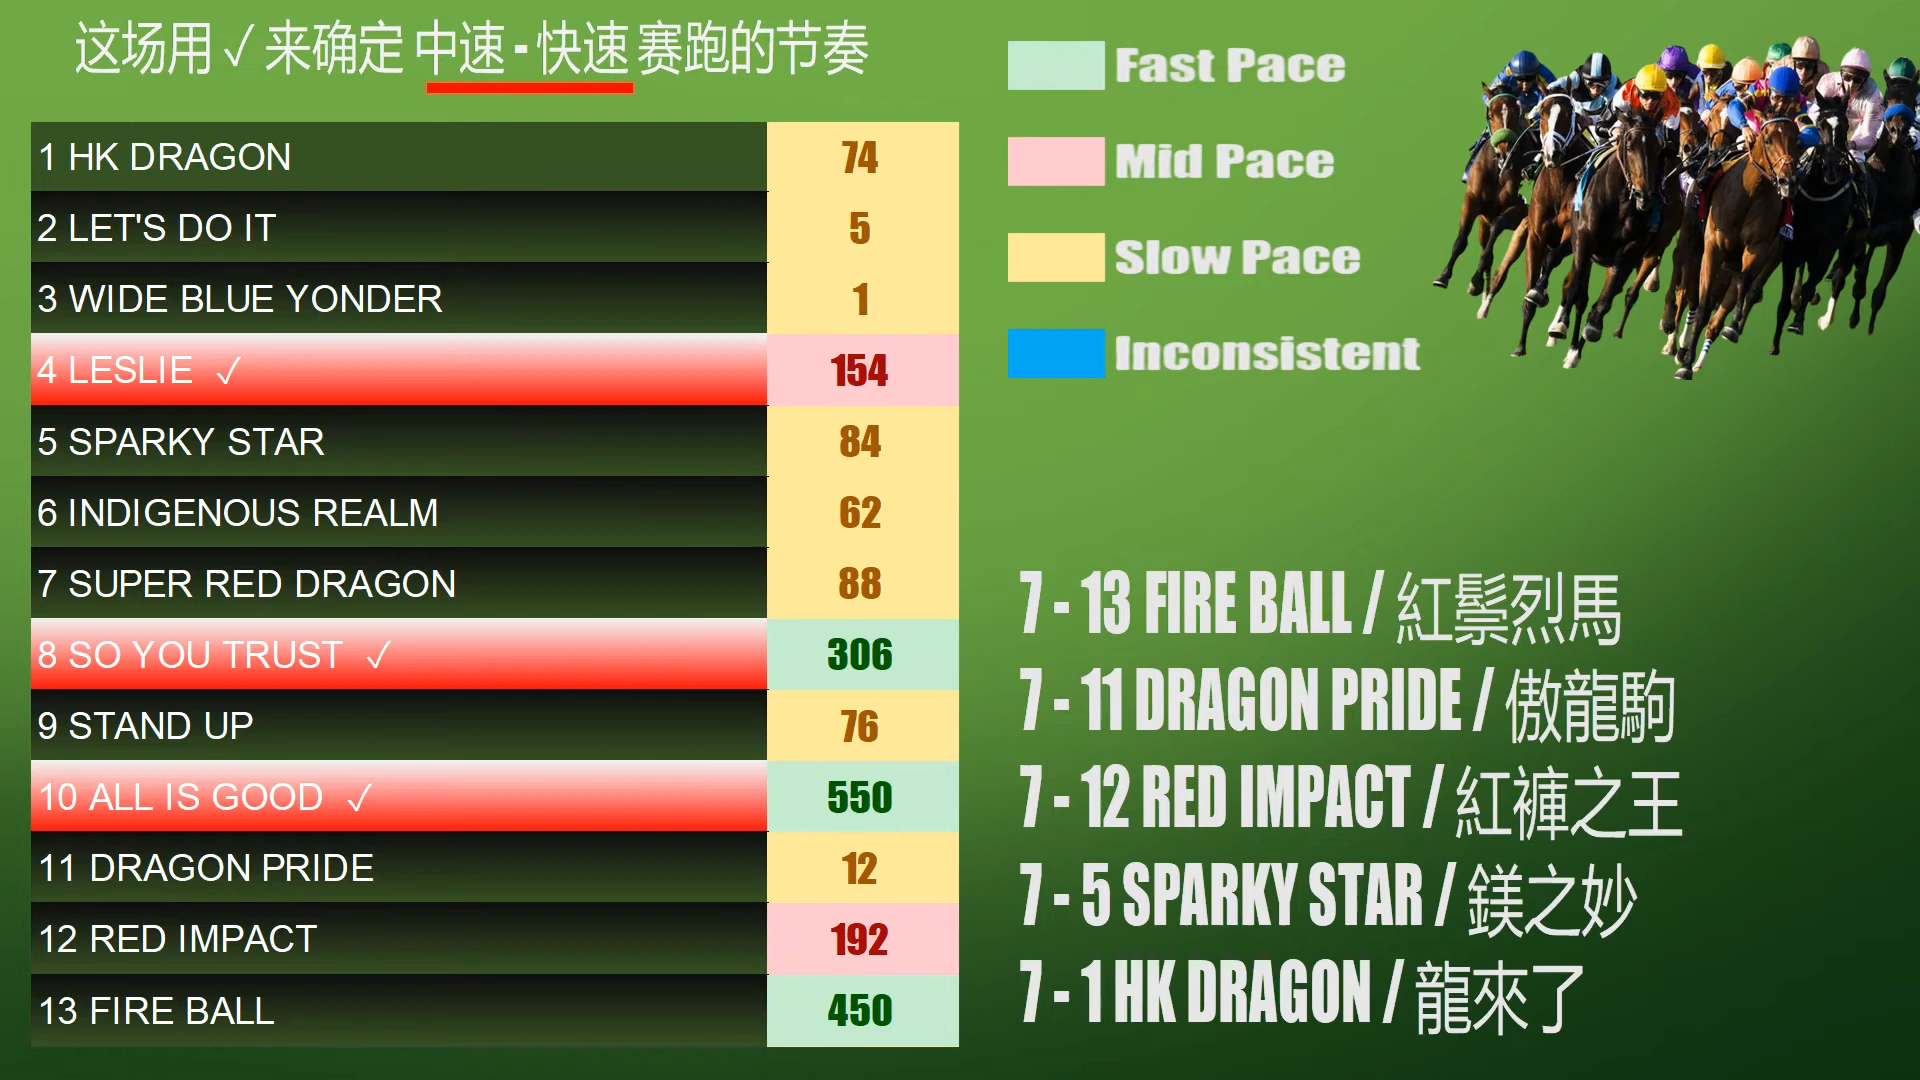 这场用 ✓ 来确定 中速 - 快速 赛跑的节奏
1 HK DRAGON 74
2 LET'S DO IT 5
3 WIDE BLUE YONDER 1
4 LESLIE ✓ 154
5 SPARKY STAR 84
6 INDIGENOUS REALM 62
7 SUPER RED DRAGON 88
8 SO YOU TRUST ✓ 306
9 STAND UP 76
10 ALL IS GOOD ✓ 550
11 DRAGON PRIDE 12
12 RED IMPACT 192
13 FIRE BALL 450
Fast Pace
Mid Pace
Slow Pace
Inconsistent
7 - 13 FIRE BALL / 紅鬃烈馬
7 - 11 DRAGON PRIDE / 傲龍駒
7 - 12 RED IMPACT / 紅褲之王
7 - 5 SPARKY STAR / 鎂之妙
7 - 1 HK DRAGON / 龍來了